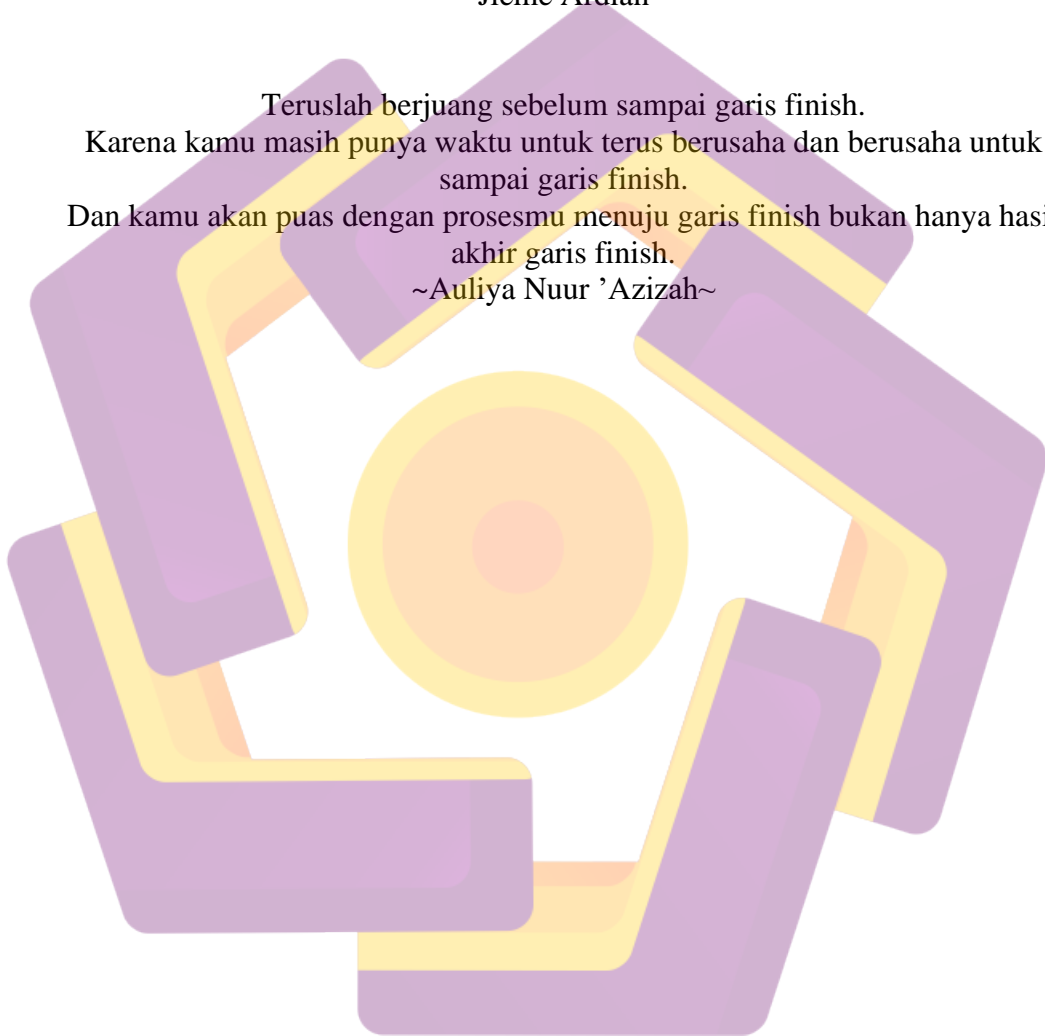 Ardian
Teruslah berjuang sebelum sampai garis finish.
Karena kamu masih punya waktu untuk terus berusaha dan berusaha untuk
sampai garis finish.
Dan kamu akan puas dengan prosesmu menuju garis finish bukan hanya hasi
akhir garis finish.
~Auliya Nuur ’Azizah~